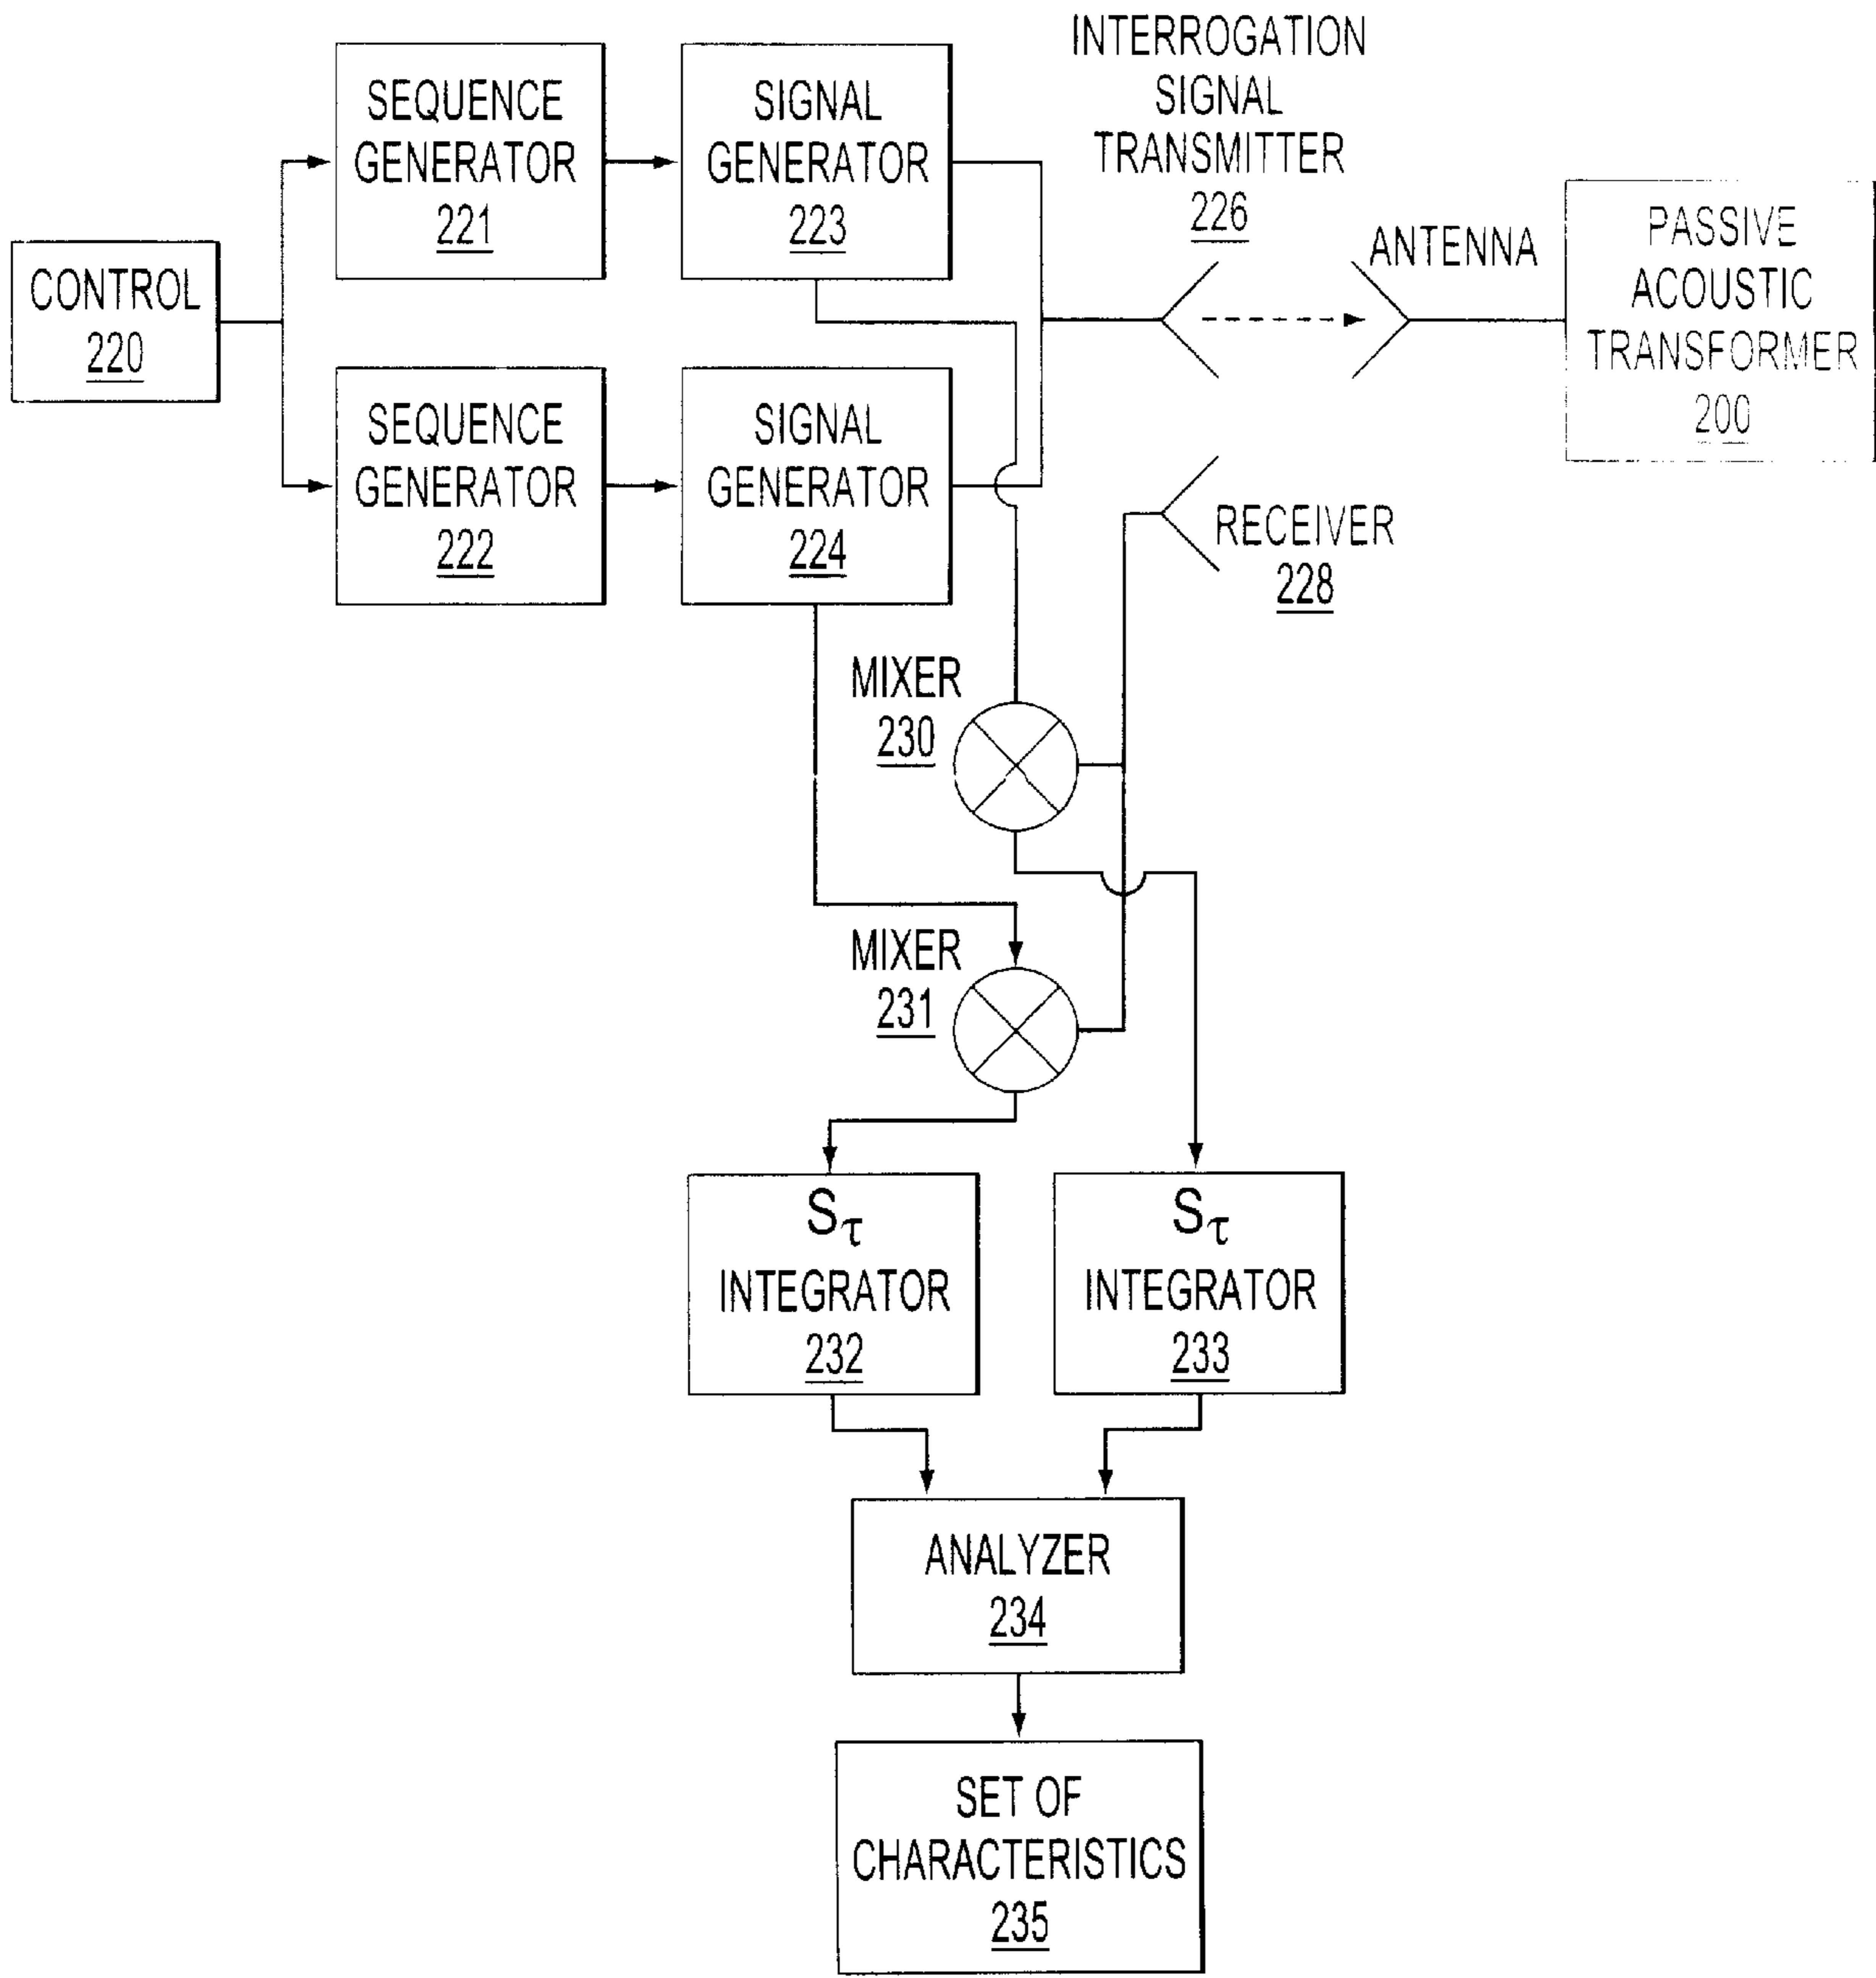 INTERROGATION
SIGNAL
TRANSMITTER
226
SEQUENCE
GENERATOR
221
SIGNAL
GENERATOR
223
ANTENNA
PASSIVE
ACOUSTIC
TRANSFORMER
200
CONTROL
220
SEQUENCE
GENERATOR
222
SIGNAL
GENERATOR
224
RECEIVER
228
MIXER
230
MIXER
231
Sτ
INTEGRATOR
232
Sτ
INTEGRATOR
233
ANALYZER
234
SET OF
CHARACTERISTICS
235